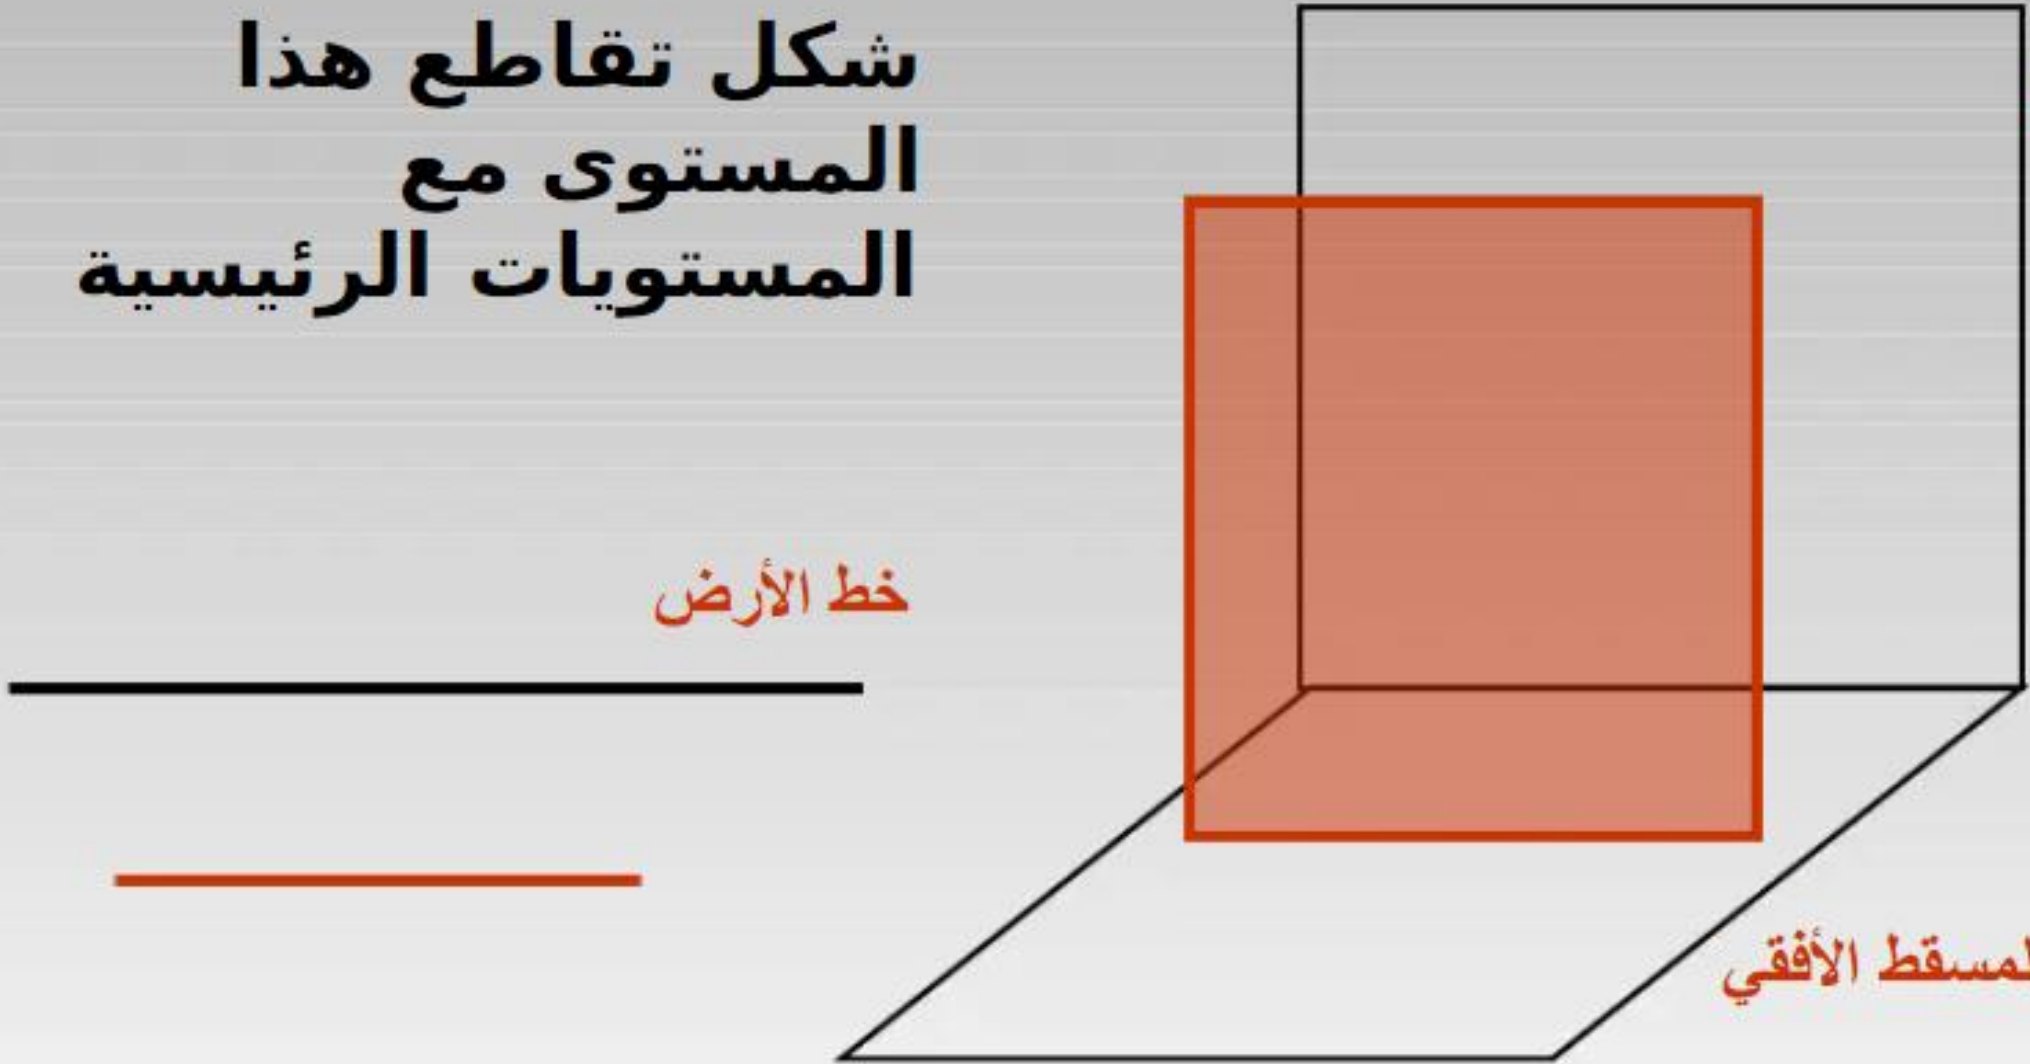 شكل تقاطع هذا
المستوى مع
المستويات الرئيسية
خط الأرض
لمسقط الأفقي